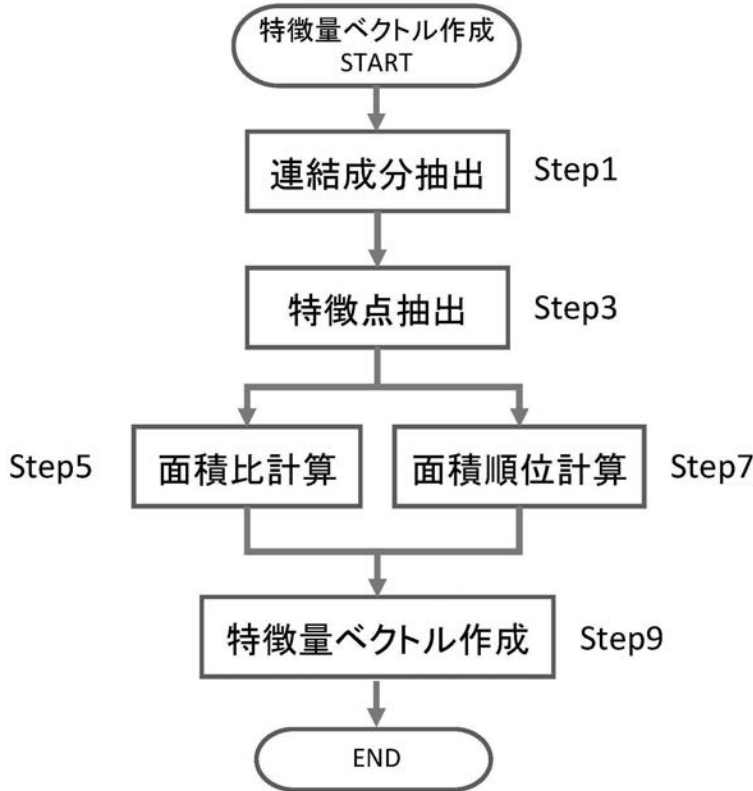 特徴量ベクトル作成
START
連結成分抽出
Step1
特徴点抽出
Step3
Step5
面積比計算
面積順位計算
Step7
特徴量ベクトル作成
Step9
END